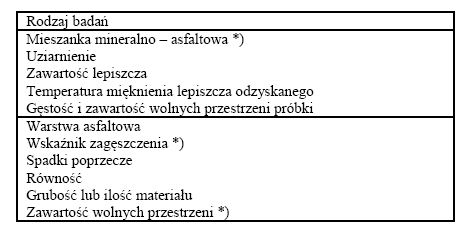 Rodzaj badań
Mieszanka mineralno – asfaltowa *)
Uziarnienie
Zawartość lepiszcza
Temperatura mięknienia lepiszcza odzyskanego
Gęstość i zawartość wolnych przestrzeni próbki
Warstwa asfaltowa
Wskaźnik zagęszczenia *)
Spadki poprzecze
Równość
Grubość lub ilość materiału
Zawartość wolnych przestrzeni *)